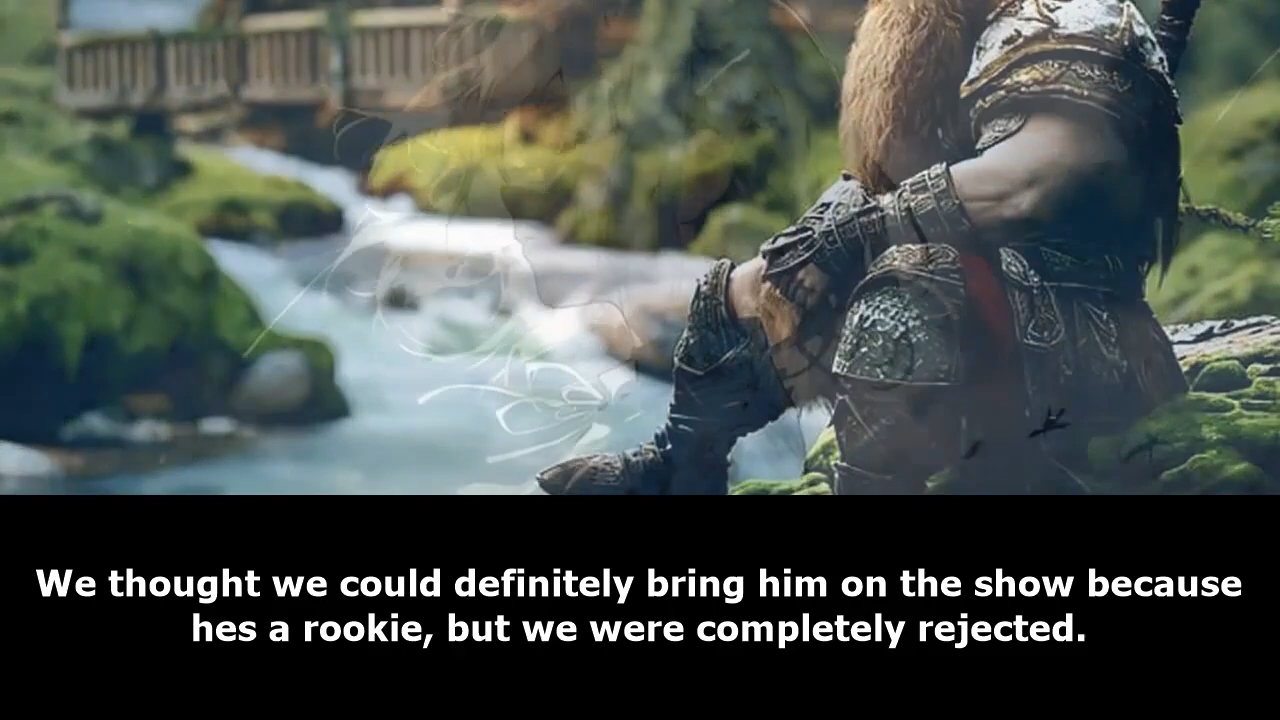 We thought we could definitely bring him on the show because
hes a rookie, but we were completely rejected.